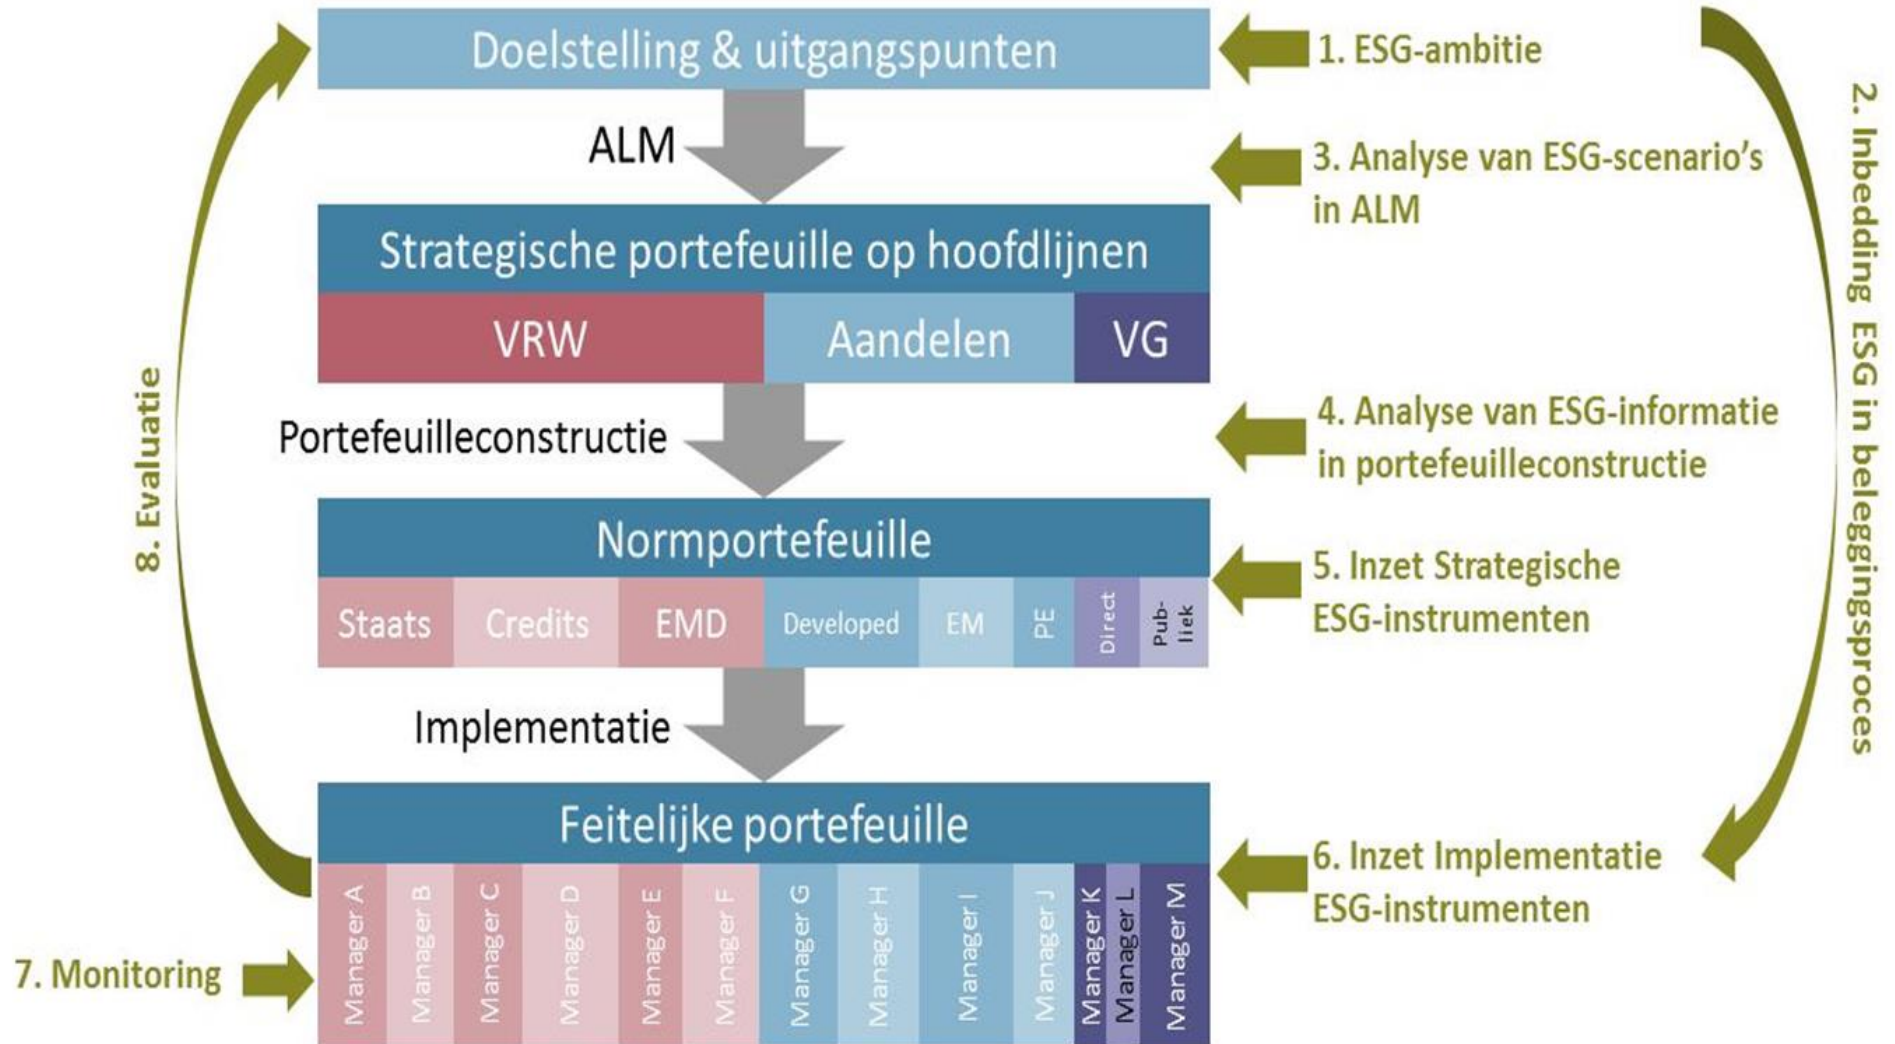 Doelstelling & uitgangspunten
1. ESG-ambitie
ALM
3. Analyse van ESG-scenario's
in ALM
2. Inbedding ESG in beleggingsproces
Strategische portefeuille op hoofdlijnen
VRW
Aandelen
VG
8. Evaluatie
Portefeuilleconstructie
4. Analyse van ESG-informatie
in portefeuilleconstructie
Normportefeuille
Staats
Credits
EMD
Developed
EM
PE
Direct
Pub-
liek
5. Inzet Strategische
ESG-instrumenten
Implementatie
Feitelijke portefeuille
6. Inzet Implementatie
ESG-instrumenten
7. Monitoring
Manager A
Manager B
Manager C
Manager D
Manager E
Manager F
Manager G
Manager H
Manager I
Manager J
Manager K
Manager L
Manager M